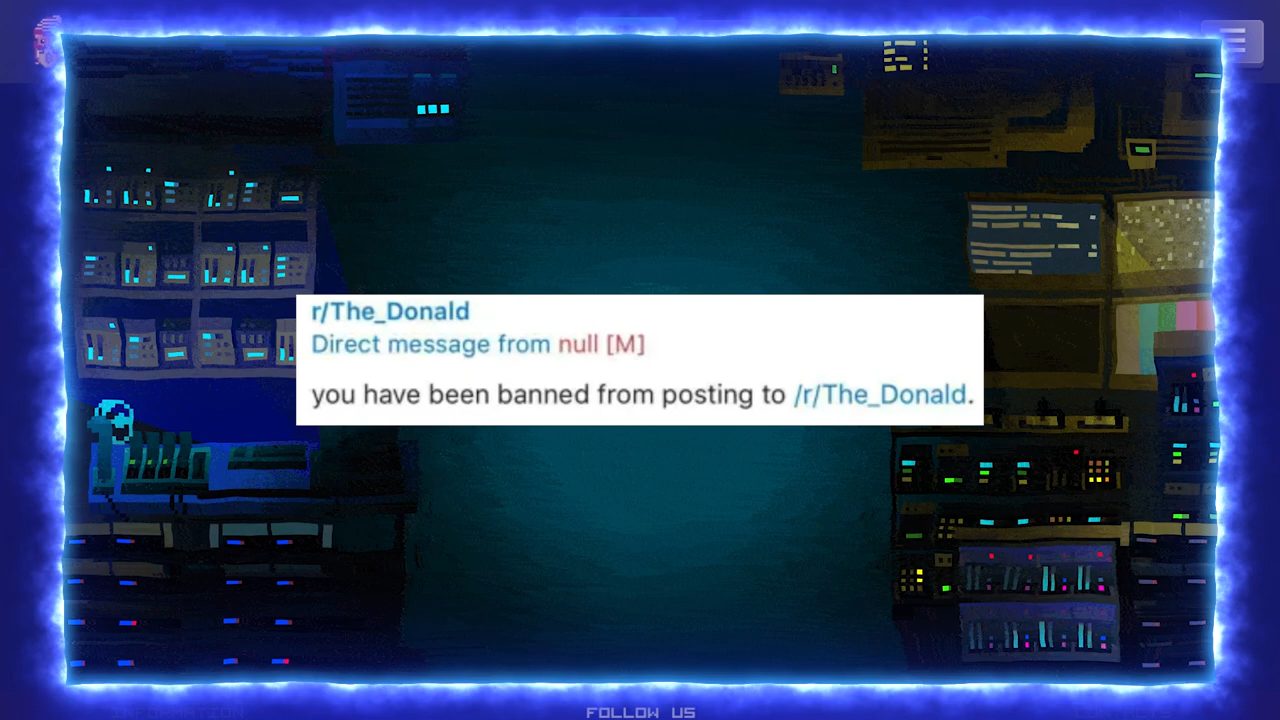 r/The_Donald
Direct message from null [M]
you have been banned from posting to /r/The_Donald.
FOLLOW US